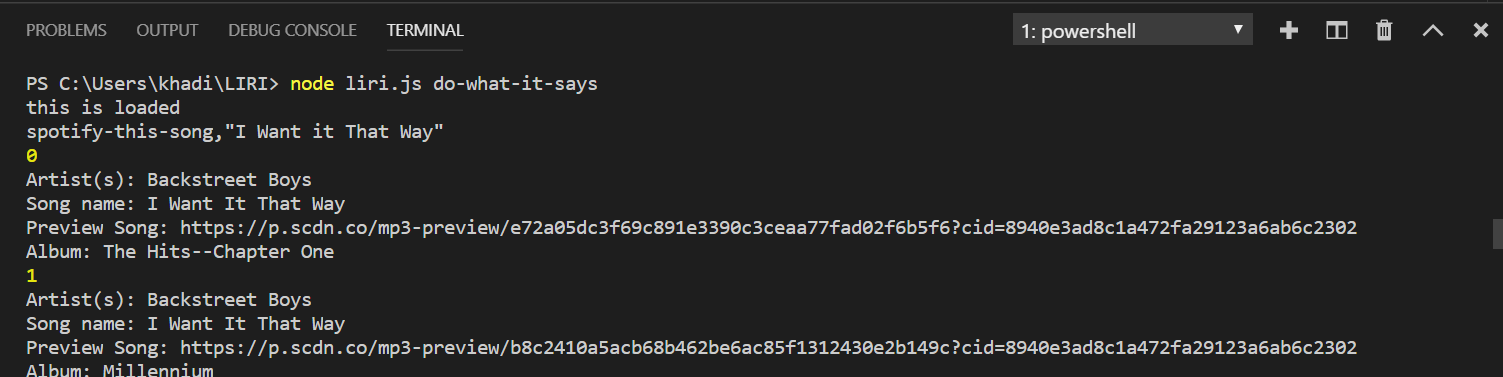 PROBLEMS OUTPUT DEBUG CONSOLE TERMINAL 1: powershell
PS C:\Users\khadi\LIRI> node liri.js do-what-it-says
this is loaded
spotify-this-song,"I Want it That Way"
0
Artist(s): Backstreet Boys
Song name: I Want It That Way
Preview Song: https://p.scdn.co/mp3-preview/e72a05dc3f69c891e3390c3ceaa77fad02f6b5f6?cid=8940e3ad8c1a472fa29123a6ab6c2302
Album: The Hits--Chapter One
1
Artist(s): Backstreet Boys
Song name: I Want It That Way
Preview Song: https://p.scdn.co/mp3-preview/b8c2410a5acb68b462be6ac85f1312430e2b149c?cid=8940e3ad8c1a472fa29123a6ab6c2302
Album: Millennium